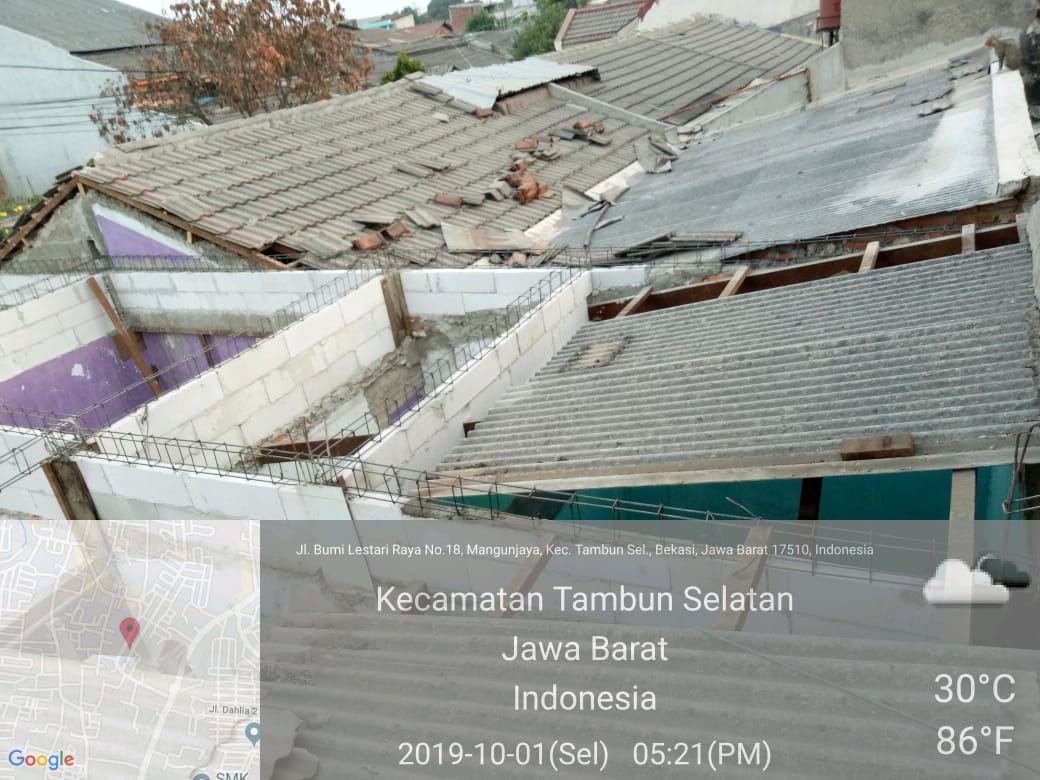 Jl. Bumi Lestari Raya No.18, Mangunjaya, Kec. Tambun Sel., Bekasi, Jawa Barat 17510, Indonesia
Kecamatan Tambun Selatan
Jawa Barat
Indonesia
2019-10-01(Sel) 05:21(PM)
30°C
86°F
Jl. Dahlia 2
Google
SMK